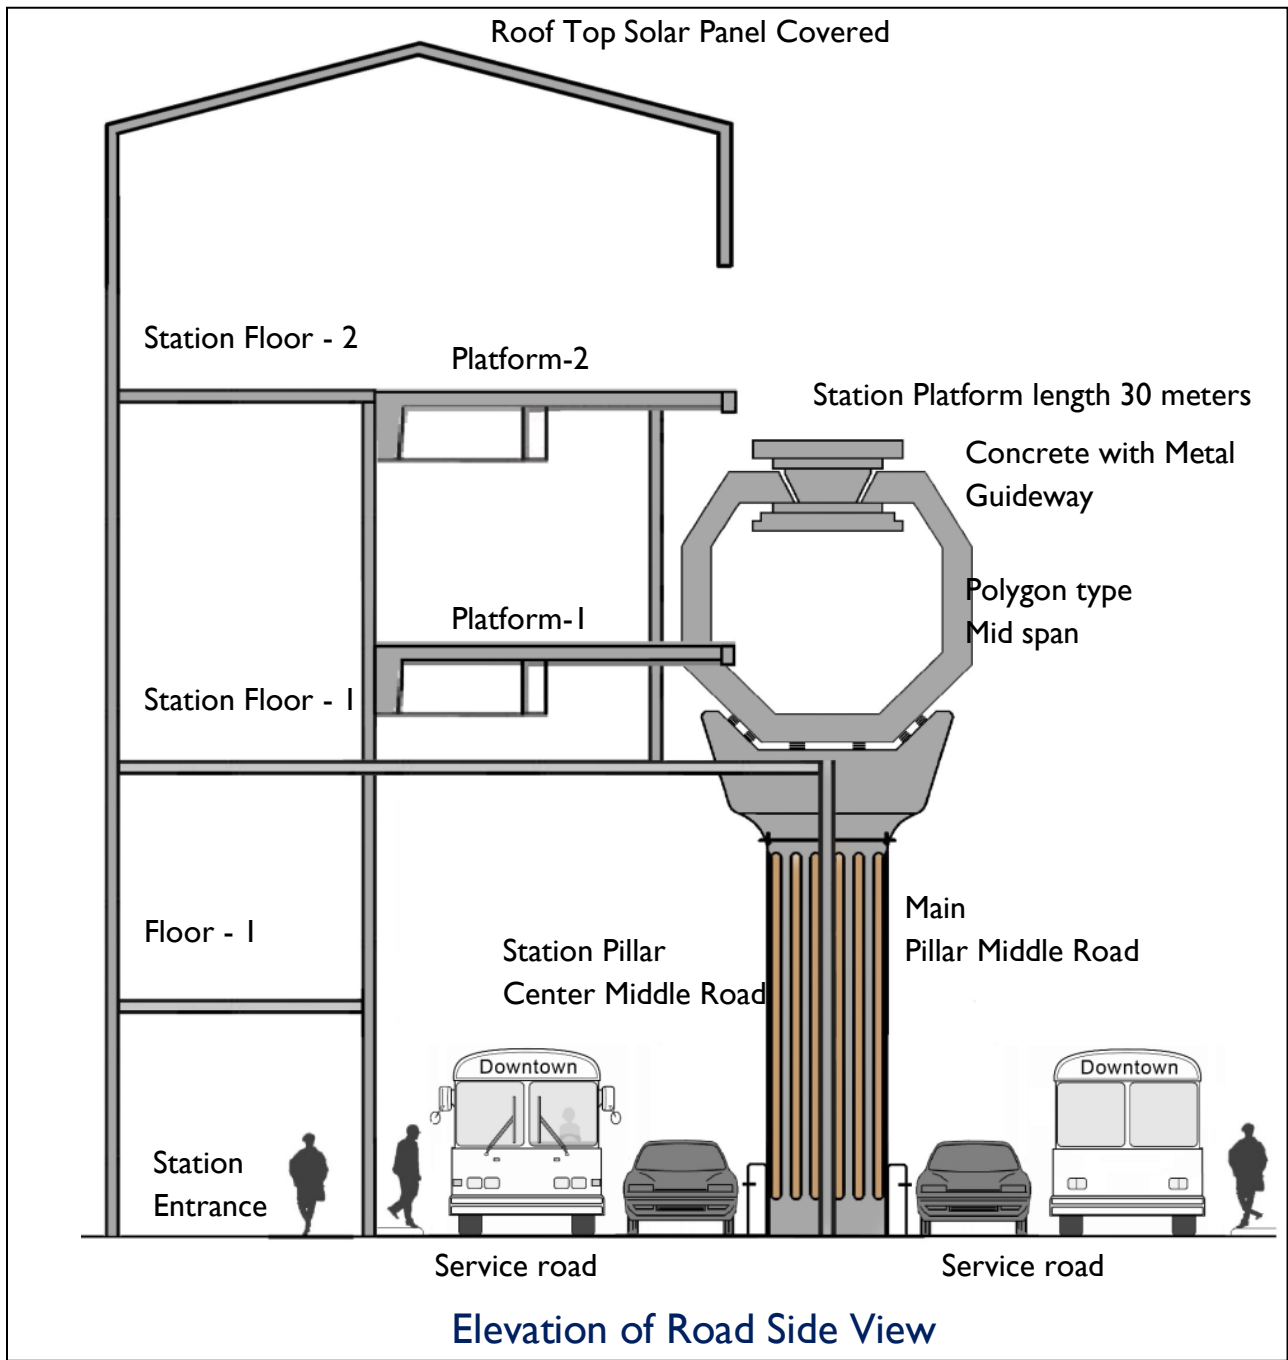 Roof Top Solar Panel Covered
Station Floor - 2
Platform-2
Station Platform length 30 meters
Concrete with Metal
Guideway
Polygon type
Mid span
Platform-1
Station Floor - 1
Floor - 1
Station Pillar
Center Middle Road
Main
Pillar Middle Road
Downtown
Downtown
Station
Entrance
Service road
Service road
Elevation of Road Side View